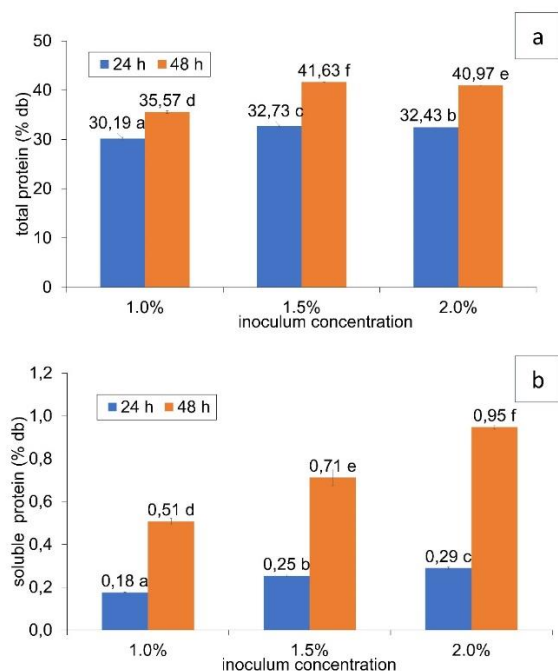 a
24 h 48 h
50
40
30
20
10
0
total protein (% db)
30,19 a
35,57 d
32,73 c
41,63 f
32,43 b
40,97 e
1.0% 1.5% 2.0%
inoculum concentration
b
24 h 48 h
1,2
1,0
0,8
0,6
0,4
0,2
0,0
soluble protein (% db)
0,18 a
0,51 d
0,25 b
0,71 e
0,29 c
0,95 f
1.0% 1.5% 2.0%
inoculum concentration